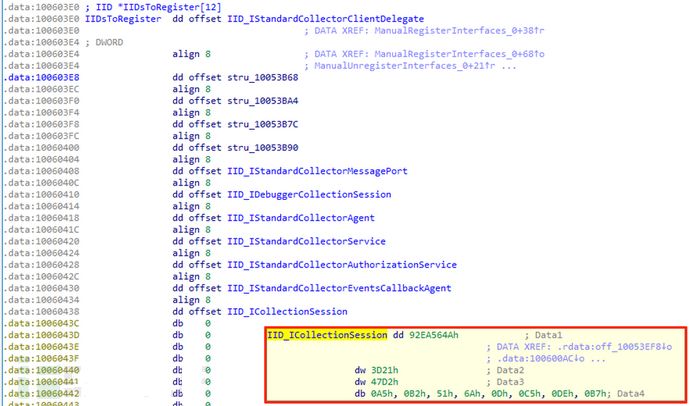 .data:100603E0 ; IID *IIDsToRegister[12]
.data:100603E0 IIDsToRegister dd offset IID_IStandardCollectorClientDelegate
.data:100603E0 ; DATA XREF: ManualRegisterInterfaces_0+38↑r
.data:100603E4 ; DWORD
.data:100603E4 align 8 ; DATA XREF: ManualRegisterInterfaces_0+68↑o
.data:100603E4 ; ManualUnregisterInterfaces_0+21↑r ...
.data:100603E8 dd offset stru_10053B68
.data:100603EC align 8
.data:100603F0 dd offset stru_10053BA4
.data:100603F4 align 8
.data:100603F8 dd offset stru_10053B7C
.data:100603FC align 8
.data:10060400 dd offset stru_10053B90
.data:10060404 align 8
.data:10060408 dd offset IID_IStandardCollectorMessagePort
.data:1006040C align 8
.data:10060410 dd offset IID_IDebuggerCollectionSession
.data:10060414 align 8
.data:10060418 dd offset IID_IStandardCollectorAgent
.data:1006041C align 8
.data:10060420 dd offset IID_IStandardCollectorService
.data:10060424 align 8
.data:10060428 dd offset IID_IStandardCollectorAuthorizationService
.data:1006042C align 8
.data:10060430 dd offset IID_IStandardCollectorEventsCallbackAgent
.data:10060434 align 8
.data:10060438 dd offset IID_ICollectionSession
.data:1006043C db 0
.data:1006043D db 0
.data:1006043E db 0
.data:1006043F db 0
.data:10060440 db 0
.data:10060441 db 0
.data:10060442 db 0
.data:10060443 db 0
IID_ICollectionSession dd 92EA564Ah ; Data1
; DATA XREF: .rdata:off_10053EF8↓o
; .data:100600AC↓o ...
dw 3D21h ; Data2
dw 47D2h ; Data3
db 0A5h, 0B2h, 51h, 6Ah, 0Dh, 0C5h, 0DEh, 0B7h; Data4